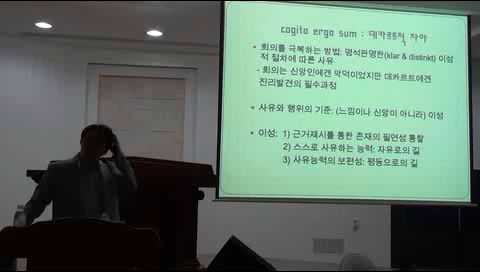 cogito ergo sum : 데카르트적 자아
• 회의를 극복하는 방법: 명석판명한(klar & distinkt) 이성
적 절차에 따른 사유
- 회의는 신앙인에겐 악덕이었지만 데카르트에겐
진리발견의 필수과정
• 사유와 행위의 기준: (느낌이나 신앙이 아니라) 이성
• 이성: 1) 근거제시를 통한 존재의 필연성 통찰
2) 스스로 사유하는 능력: 자유로의 길
3) 사유능력의 보편성: 평등으로의 길